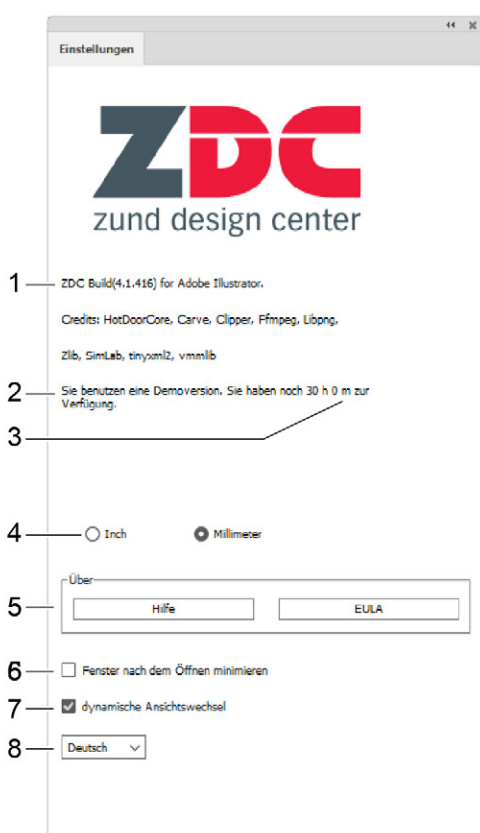 Einstellungen
ZDC
zund design center
1
ZDC Build(4.1.416) for Adobe Illustrator.
Credits: HotDoorCore, Carve, Clipper, Ffmpeg, Libpng,
Zlib, SimLab, tinyxml2, vmmlib
2
Sie benutzen eine Demoversion. Sie haben noch 30 h 0 m zur
Verfügung.
3
4
Inch
Millimeter
Über
5
Hilfe
EULA
6
Fenster nach dem Öffnen minimieren
7
dynamische Ansichtswechsel
8
Deutsch